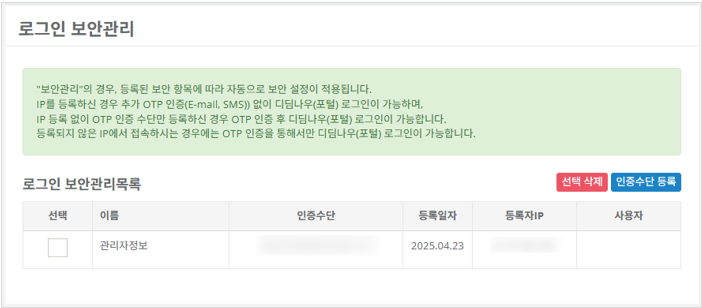 로그인 보안관리
"보안관리"의 경우, 등록된 보안 항목에 따라 자동으로 보안 설정이 적용됩니다.
IP를 등록하신 경우 추가 OTP 인증(E-mail, SMS)) 없이 디딤나우(포털) 로그인이 가능하며,
IP 등록 없이 OTP 인증 수단만 등록하신 경우 OTP 인증 후 디딤나우(포털) 로그인이 가능합니다.
등록되지 않은 IP에서 접속하시는 경우에는 OTP 인증을 통해서만 디딤나우(포털) 로그인이 가능합니다.
로그인 보안관리목록 선택 삭제 인증수단 등록
선택 이름 인증수단 등록일자 등록자IP 사용자
관리자정보 2025.04.23